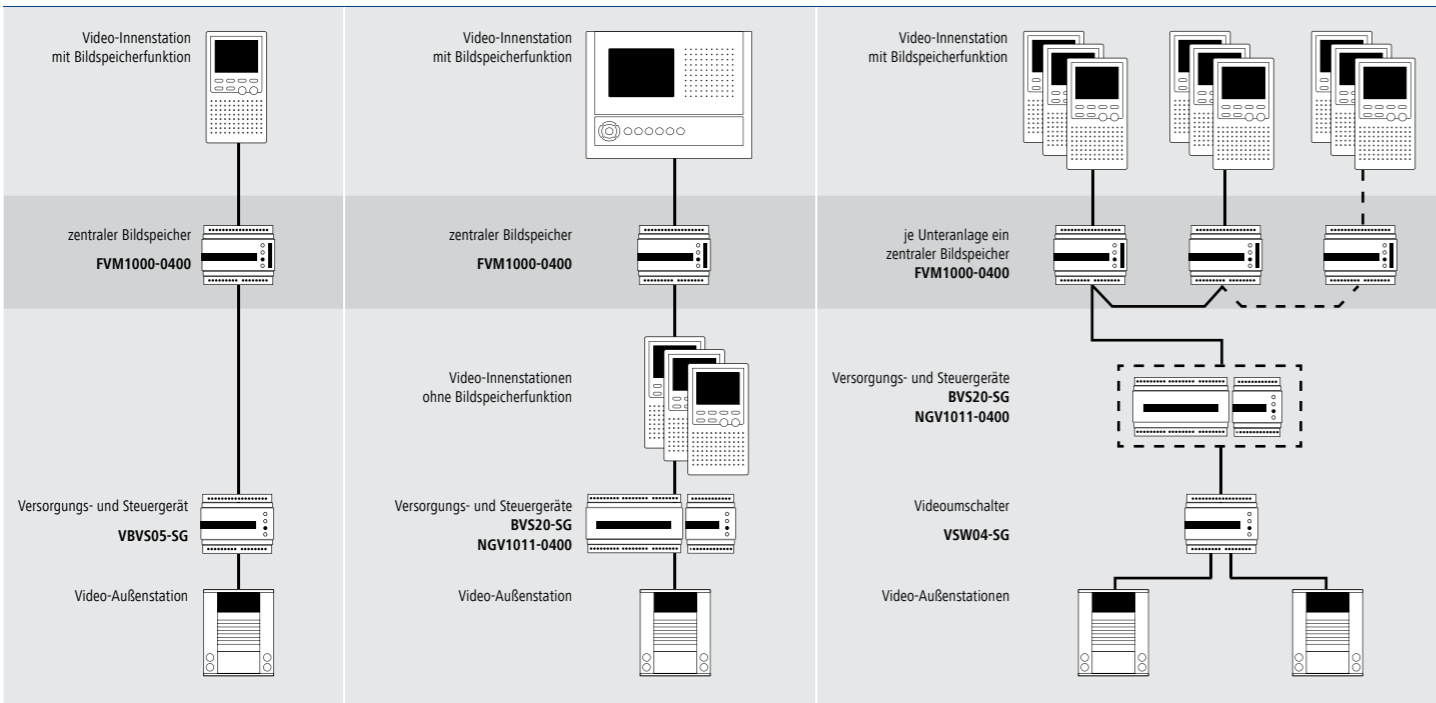 Video-Innenstation
mit Bildspeicherfunktion
zentraler Bildspeicher
FVM1000-0400
Versorgungs- und Steuergerät
VBVS05-SG
Video-Außenstation
Video-Innenstation
mit Bildspeicherfunktion
zentraler Bildspeicher
FVM1000-0400
Video-Innenstationen
ohne Bildspeicherfunktion
Versorgungs- und Steuergeräte
BVS20-SG
NGV1011-0400
Video-Außenstation
Video-Innenstation
mit Bildspeicherfunktion
je Unteranlage ein
zentraler Bildspeicher
FVM1000-0400
Versorgungs- und Steuergeräte
BVS20-SG
NGV1011-0400
Videoumschalter
VSW04-SG
Video-Außenstationen